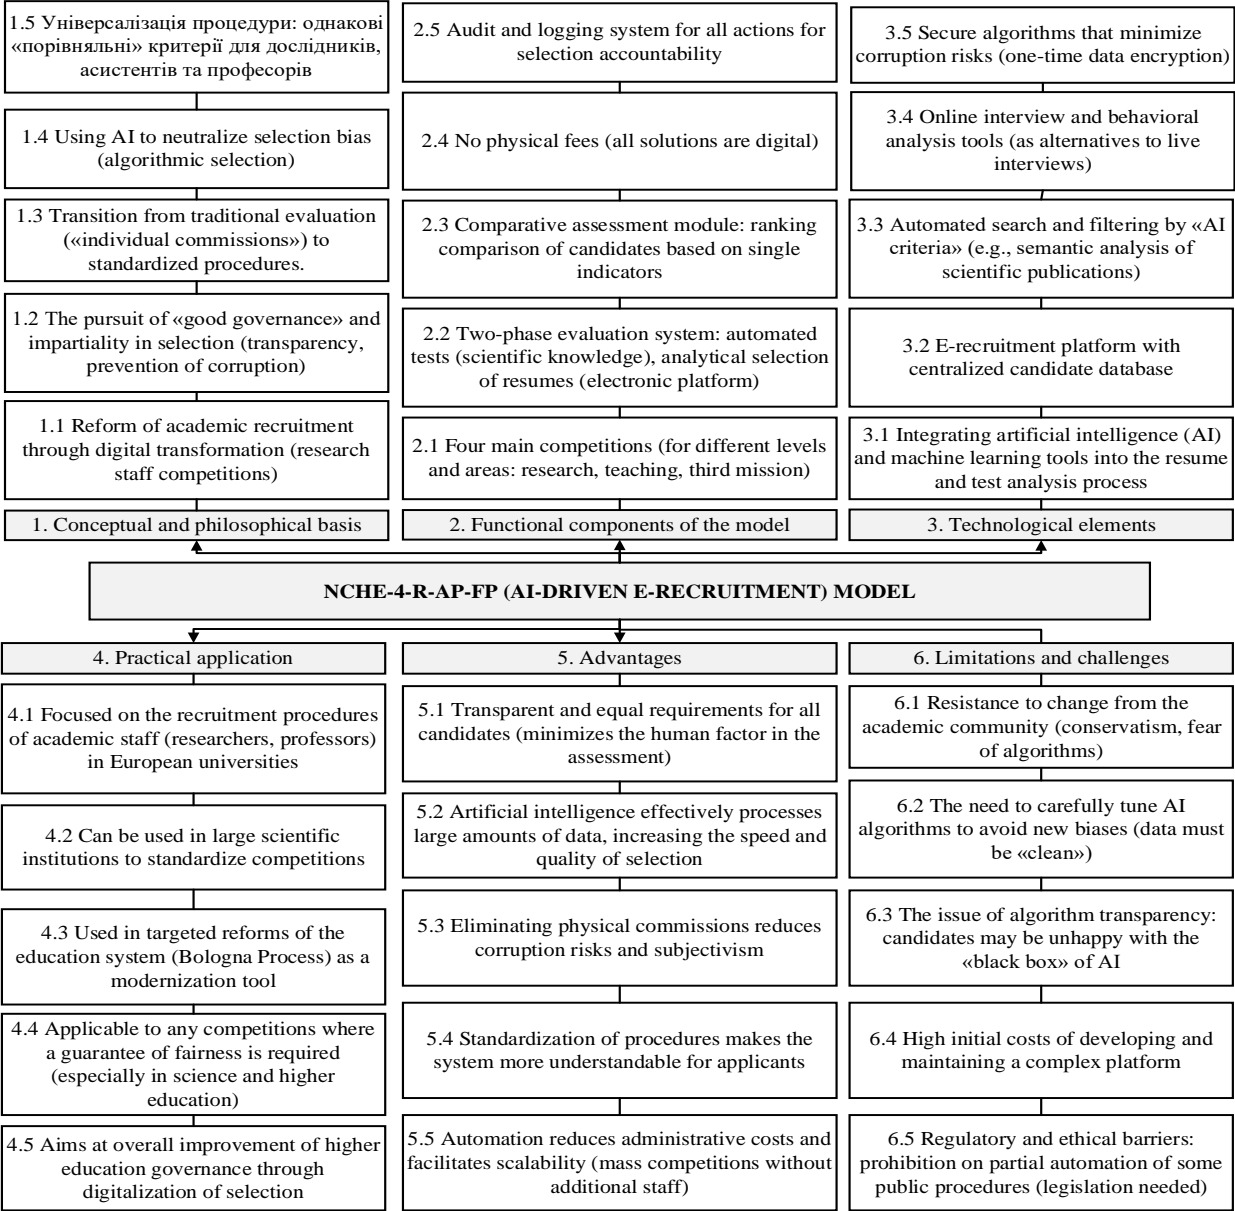 1.5 Універсалізація процедури: однакові
«порівняльні» критерії для дослідників,
асистентів та професорів
1.4 Using AI to neutralize selection bias
(algorithmic selection)
1.3 Transition from traditional evaluation
(«individual commissions») to
standardized procedures.
1.2 The pursuit of «good governance» and
impartiality in selection (transparency,
prevention of corruption)
1.1 Reform of academic recruitment
through digital transformation (research
staff competitions)
1. Conceptual and philosophical basis
2.5 Audit and logging system for all actions for
selection accountability
2.4 No physical fees (all solutions are digital)
2.3 Comparative assessment module: ranking
comparison of candidates based on single
indicators
2.2 Two-phase evaluation system: automated
tests (scientific knowledge), analytical selection
of resumes (electronic platform)
2.1 Four main competitions (for different levels
and areas: research, teaching, third mission)
2. Functional components of the model
3.5 Secure algorithms that minimize
corruption risks (one-time data encryption)
3.4 Online interview and behavioral
analysis tools (as alternatives to live
interviews)
3.3 Automated search and filtering by «AI
criteria» (e.g., semantic analysis of
scientific publications)
3.2 E-recruitment platform with
centralized candidate database
3.1 Integrating artificial intelligence (AI)
and machine learning tools into the resume
and test analysis process
3. Technological elements
NCHE-4-R-AP-FP (AI-DRIVEN E-RECRUITMENT) MODEL
4. Practical application
4.1 Focused on the recruitment procedures
of academic staff (researchers, professors)
in European universities
4.2 Can be used in large scientific
institutions to standardize competitions
4.3 Used in targeted reforms of the
education system (Bologna Process) as a
modernization tool
4.4 Applicable to any competitions where
a guarantee of fairness is required
(especially in science and higher
education)
4.5 Aims at overall improvement of higher
education governance through
digitalization of selection
5. Advantages
5.1 Transparent and equal requirements for all
candidates (minimizes the human factor in the
assessment)
5.2 Artificial intelligence effectively processes
large amounts of data, increasing the speed and
quality of selection
5.3 Eliminating physical commissions reduces
corruption risks and subjectivism
5.4 Standardization of procedures makes the
system more understandable for applicants
5.5 Automation reduces administrative costs and
facilitates scalability (mass competitions without
additional staff)
6. Limitations and challenges
6.1 Resistance to change from the
academic community (conservatism, fear
of algorithms)
6.2 The need to carefully tune AI
algorithms to avoid new biases (data must
be «clean»)
6.3 The issue of algorithm transparency:
candidates may be unhappy with the
«black box» of AI
6.4 High initial costs of developing and
maintaining a complex platform
6.5 Regulatory and ethical barriers:
prohibition on partial automation of some
public procedures (legislation needed)